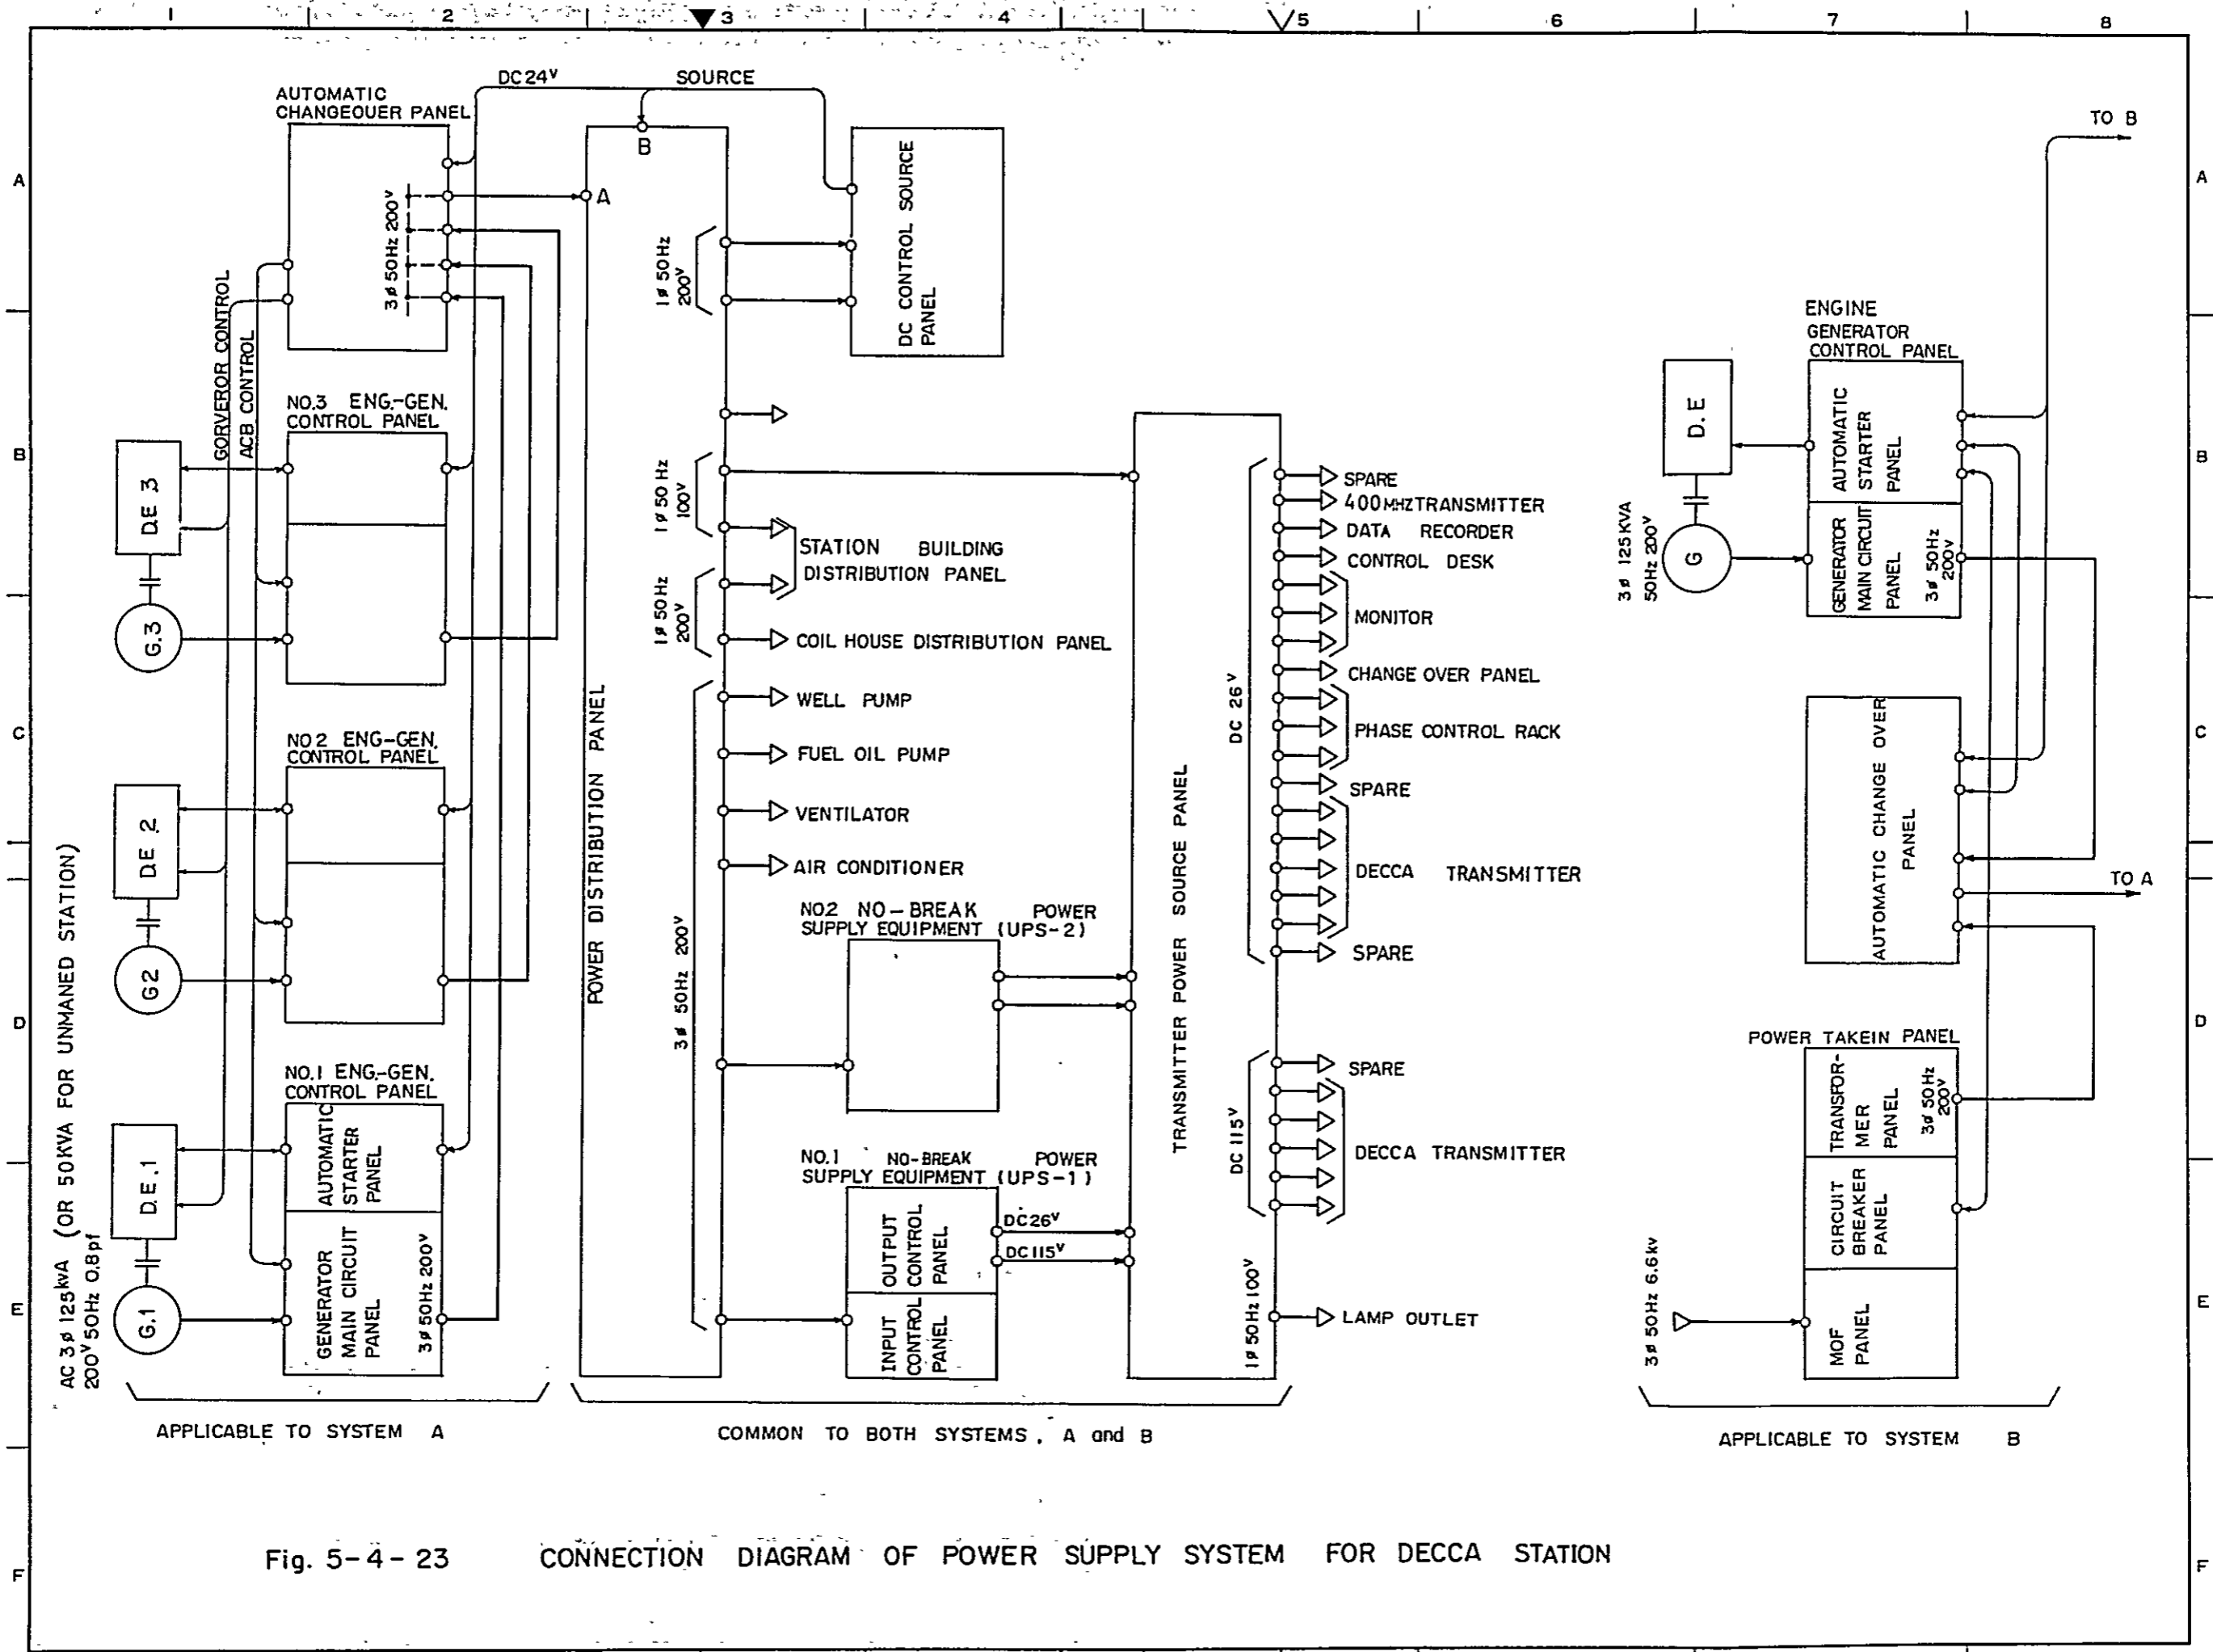 1 2 3 4 5 6 7 8
A
B
C
D
E
F
A
B
C
D
E
F
AUTOMATIC
CHANGEOUER PANEL
3ø 50Hz 200V
GORVEROR CONTROL
ACB CONTROL
NO.3 ENG.-GEN.
CONTROL PANEL
D.E 3
G.3
NO2 ENG-GEN.
CONTROL PANEL
D.E 2
G2
NO.1 ENG.-GEN.
CONTROL PANEL
AUTOMATIC
STARTER
PANEL
GENERATOR
MAIN CIRCUIT
PANEL
3ø 50Hz 200V
D.E.1
G.1
AC 3ø 125kVA (OR 50KVA FOR UNMANED STATION)
200V 50Hz 0.8pf
APPLICABLE TO SYSTEM A
DC24V SOURCE
B
A
POWER DISTRIBUTION PANEL
1ø 50Hz
200V
DC CONTROL SOURCE
PANEL
1ø 50Hz
100V
STATION BUILDING
DISTRIBUTION PANEL
1ø 50Hz
200V
COIL HOUSE DISTRIBUTION PANEL
3ø 50Hz 200V
WELL PUMP
FUEL OIL PUMP
VENTILATOR
AIR CONDITIONER
NO2 NO-BREAK POWER
SUPPLY EQUIPMENT (UPS-2)
NO.1 NO-BREAK POWER
SUPPLY EQUIPMENT (UPS-1)
OUTPUT
CONTROL
PANEL
INPUT
CONTROL
PANEL
DC26V
DC115V
TRANSMITTER POWER SOURCE PANEL
DC 26V
SPARE
400MHZ TRANSMITTER
DATA RECORDER
CONTROL DESK
MONITOR
CHANGE OVER PANEL
PHASE CONTROL RACK
SPARE
DECCA TRANSMITTER
SPARE
DC 115V
SPARE
DECCA TRANSMITTER
1ø 50Hz 100V
LAMP OUTLET
COMMON TO BOTH SYSTEMS, A and B
TO B
ENGINE
GENERATOR
CONTROL PANEL
AUTOMATIC
STARTER
PANEL
GENERATOR
MAIN CIRCUIT
PANEL
3ø 50Hz
200V
D.E
G
3ø 125KVA
50Hz 200V
AUTOMATIC CHANGE OVER
PANEL
TO A
POWER TAKEIN PANEL
TRANSFOR-
MER
PANEL
3ø 50Hz
200V
CIRCUIT
BREAKER
PANEL
MOF
PANEL
3ø 50Hz 6.6kv
APPLICABLE TO SYSTEM B
Fig. 5-4-23 CONNECTION DIAGRAM OF POWER SUPPLY SYSTEM FOR DECCA STATION